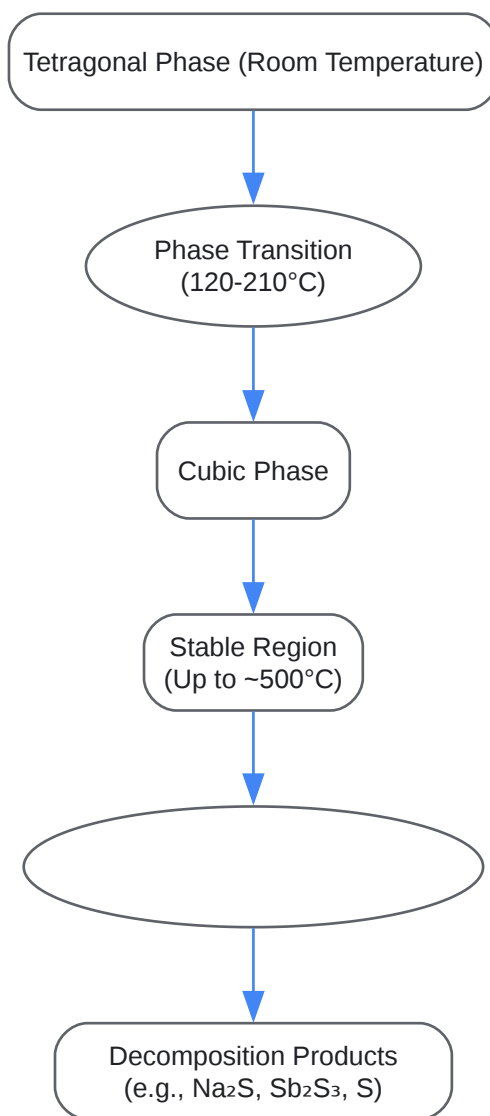 Tetragonal Phase (Room Temperature)
Phase Transition
(120-210°C)
Cubic Phase
Stable Region
(Up to ~500°C)
Decomposition Products
(e.g., Na₂S, Sb₂S₃, S)